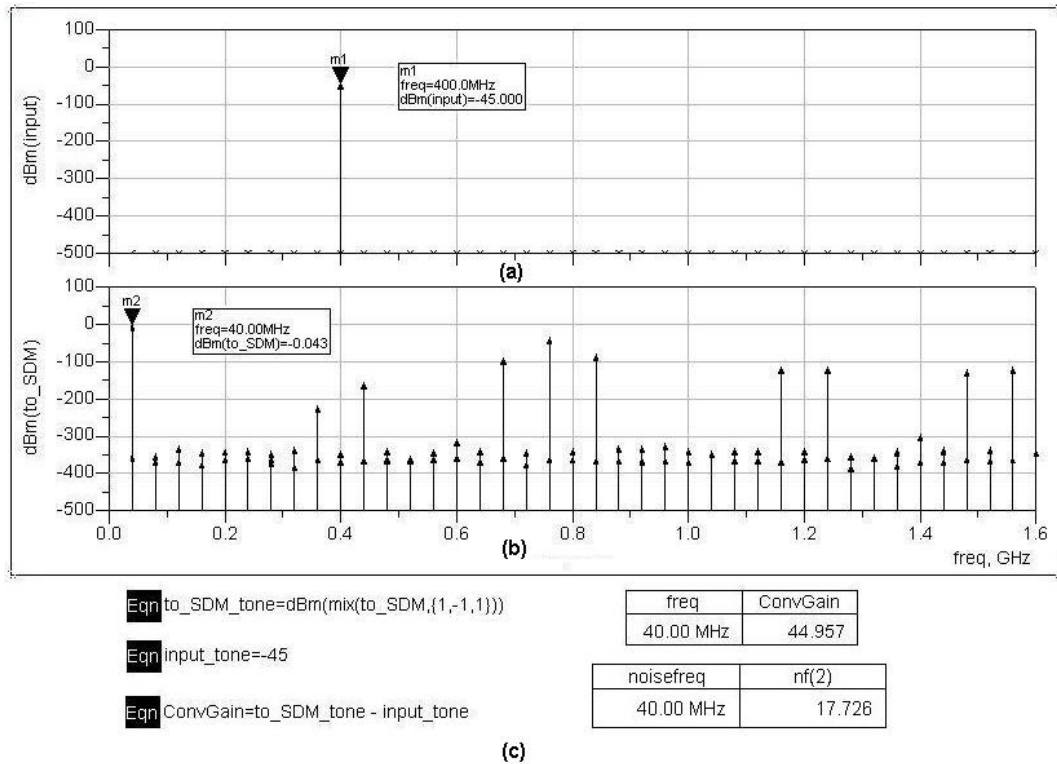 100
0
-100
-200
-300
-400
-500
dBm(input)
m1
m1
freq=400.0MHz
dBm(input)=-45.000
(a)
100
0
-100
-200
-300
-400
-500
dBm(to_SDM)
m2
m2
freq=40.00MHz
dBm(to_SDM)=-0.043
0.0 0.2 0.4 0.6 0.8 1.0 1.2 1.4 1.6
freq, GHz
(b)
Eqn to_SDM_tone=dBm(mix(to_SDM,{1,-1,1}))
Eqn input_tone=-45
Eqn ConvGain=to_SDM_tone - input_tone
freq ConvGain
40.00 MHz 44.957
noisefreq nf(2)
40.00 MHz 17.726
(c)